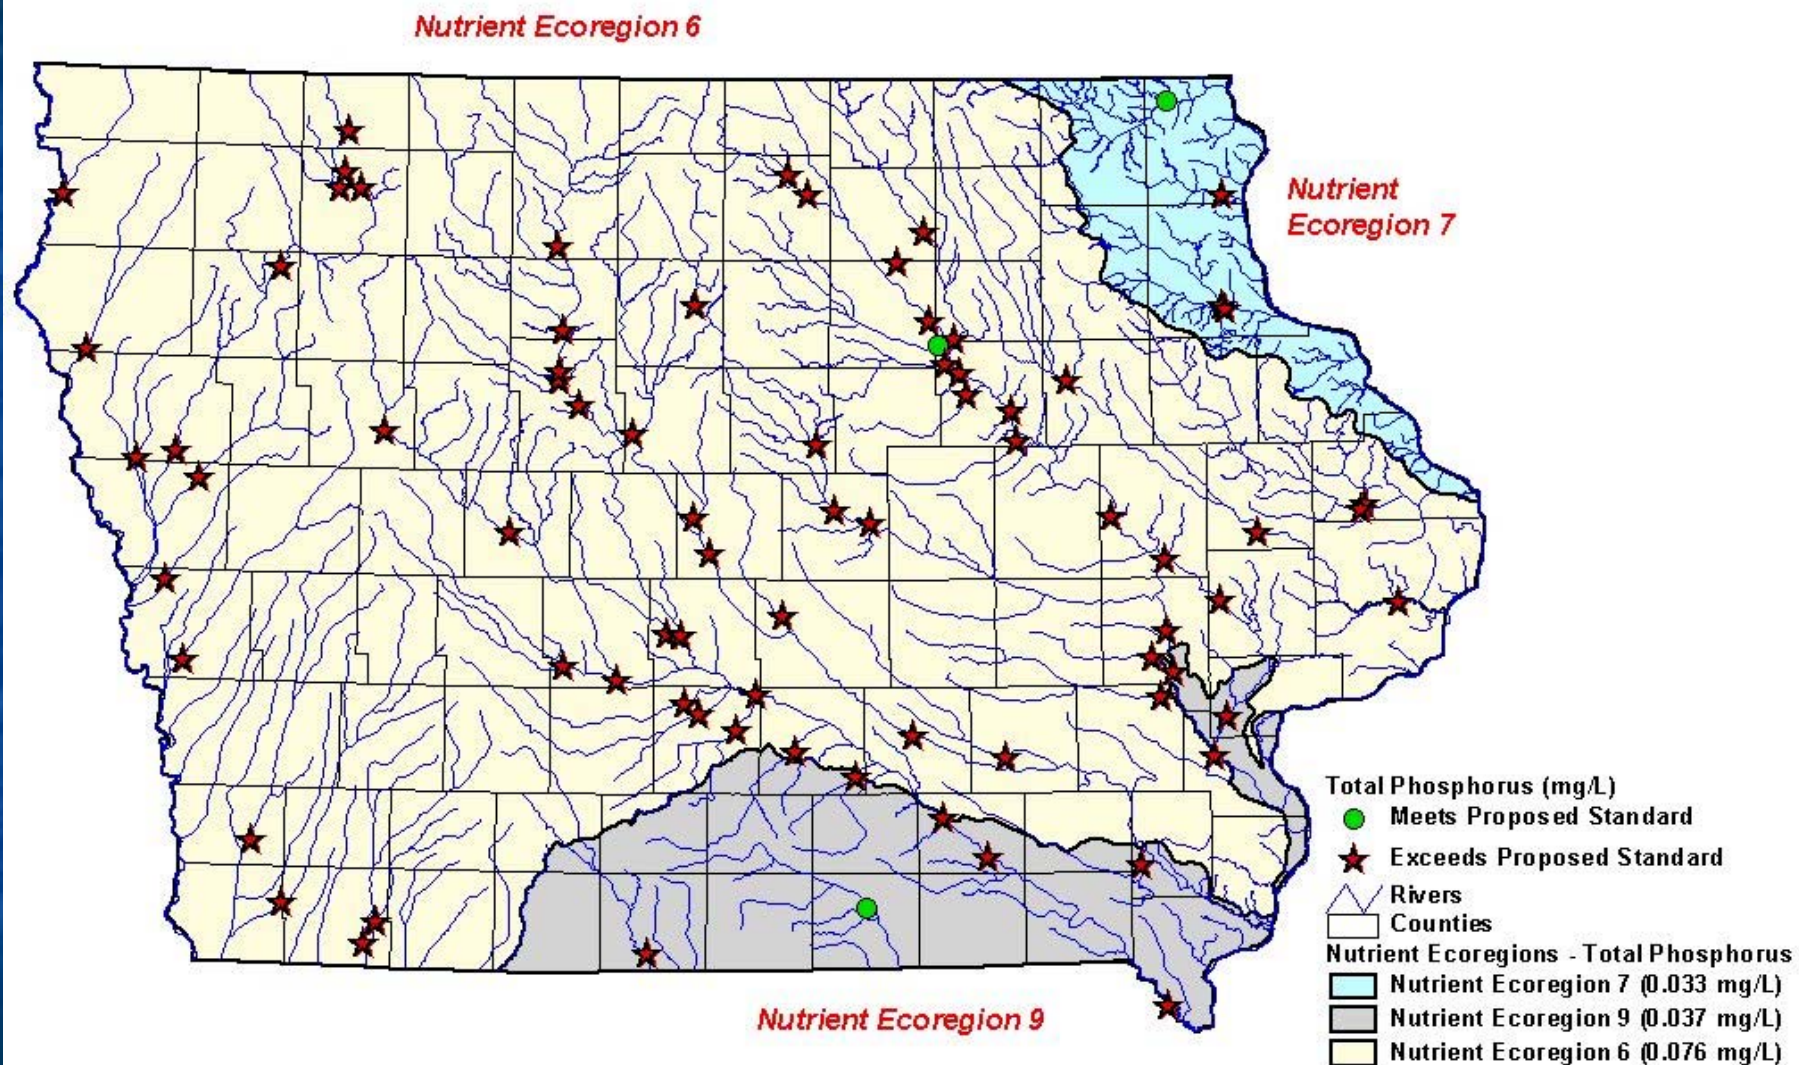 Nutrient Ecoregion 6
Nutrient
Ecoregion 7
Total Phosphorus (mg/L)
Meets Proposed Standard
Exceeds Proposed Standard
Rivers
Counties
Nutrient Ecoregions - Total Phosphorus
Nutrient Ecoregion 7 (0.033 mg/L)
Nutrient Ecoregion 9 (0.037 mg/L)
Nutrient Ecoregion 6 (0.076 mg/L)
Nutrient Ecoregion 9